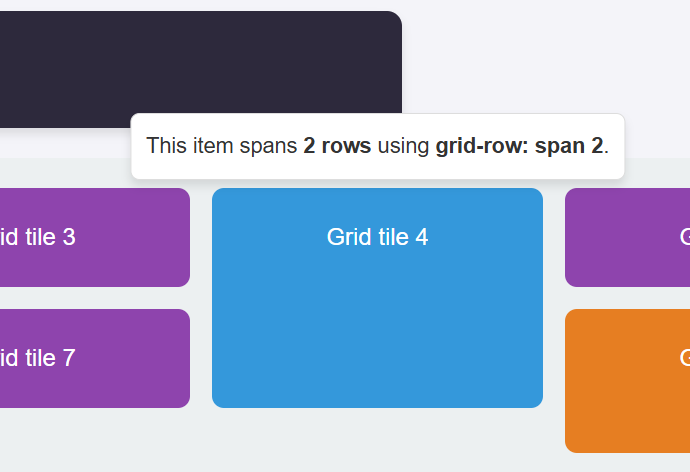 This item spans 2 rows using grid-row: span 2.
id tile 3
Grid tile 4
id tile 7